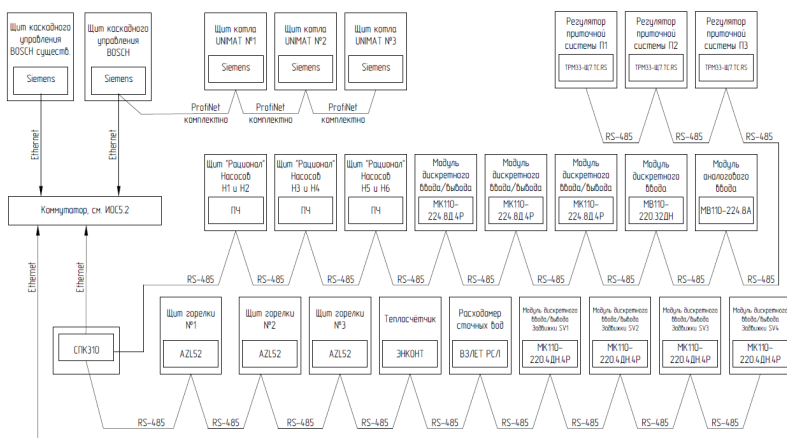 Щит каскадного
управления
BOSCH существ.
Siemens
Щит каскадного
управления
BOSCH
Siemens
Щит котла
UNIMAT №1
Siemens
Щит котла
UNIMAT №2
Siemens
Щит котла
UNIMAT №3
Siemens
Регулятор
приточной
системы П1
ТРМ33-Щ7.ТС.RS
Регулятор
приточной
системы П2
ТРМ33-Щ7.ТС.RS
Регулятор
приточной
системы П3
ТРМ33-Щ7.ТС.RS
ProfiNet
комплектно
ProfiNet
комплектно
ProfiNet
комплектно
RS-485
RS-485
RS-485
Ethernet
Ethernet
Коммутатор, см. ИОС5.2
Щит "Рационал"
Насосов
Н1 и Н2
ПЧ
Щит "Рационал"
Насосов
Н3 и Н4
ПЧ
Щит "Рационал"
Насосов
Н5 и Н6
ПЧ
Модуль
дискретного
ввода/вывода
МК110-
224.8Д.4Р
Модуль
дискретного
ввода/вывода
МК110-
224.8Д.4Р
Модуль
дискретного
ввода/вывода
МК110-
224.8Д.4Р
Модуль
дискретного
ввода
МВ110-
220.32ДН
Модуль
аналогового
ввода
МВ110-224.8А
Ethernet
Ethernet
RS-485
RS-485
RS-485
RS-485
RS-485
RS-485
RS-485
RS-485
СПК310
Щит горелки
№1
AZL52
Щит горелки
№2
AZL52
Щит горелки
№3
AZL52
Теплосчетчик
ЭНКОНТ
Расходомер
сточных вод
ВЗЛЕТ РСЛ
Модуль дискретного
ввода/вывода
Задвижки SV1
МК110-
220.4ДН.4Р
Модуль дискретного
ввода/вывода
Задвижки SV2
МК110-
220.4ДН.4Р
Модуль дискретного
ввода/вывода
Задвижки SV3
МК110-
220.4ДН.4Р
Модуль дискретного
ввода/вывода
Задвижки SV4
МК110-
220.4ДН.4Р
RS-485
RS-485
RS-485
RS-485
RS-485
RS-485
RS-485
RS-485
RS-485